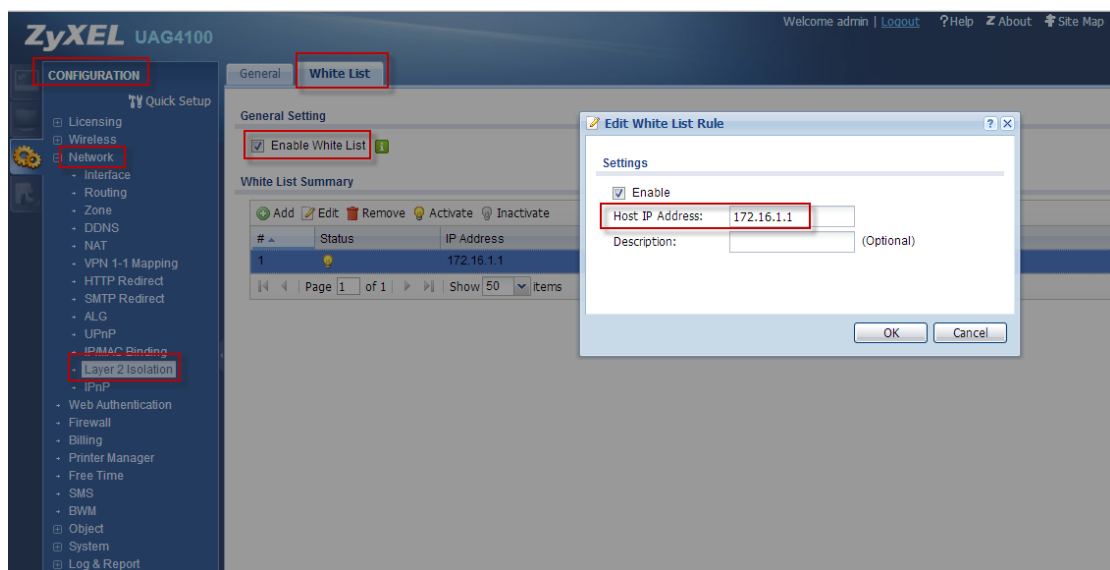 ZyXEL UAG4100
Welcome admin | Logout ?Help Z About Site Map
CONFIGURATION
Quick Setup
Licensing
Wireless
Network
Interface
Routing
Zone
DDNS
NAT
VPN 1-1 Mapping
HTTP Redirect
SMTP Redirect
ALG
UPnP
IP/MAC Binding
Layer 2 Isolation
IPnP
Web Authentication
Firewall
Billing
Printer Manager
Free Time
SMS
BWM
Object
System
Log & Report
General White List
General Setting
Enable White List
White List Summary
Add Edit Remove Activate Inactivate
# Status IP Address
1 172.16.1.1
Page 1 of 1 Show 50 items
Edit White List Rule
Settings
Enable
Host IP Address: 172.16.1.1
Description: (Optional)
OK Cancel